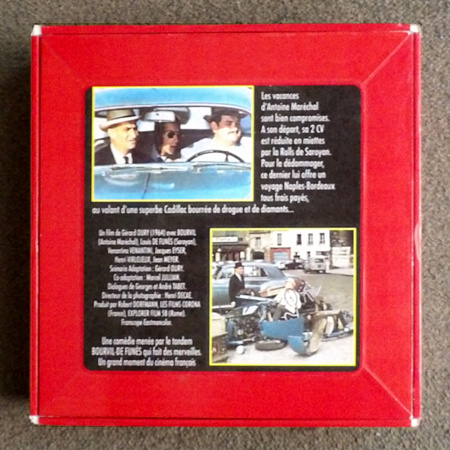 Les vacances
d'Antoine Maréchal
sont bien compromises.
A son départ, sa 2 CV
est réduite en miettes
par la Rolls de Saroyan.
Pour le dédommager,
ce dernier lui offre un
voyage Naples-Bordeaux
tous frais payés,
au volant d'une superbe Cadillac bourrée de drogue et de diamants...
Un film de Gérard OURY (1964) avec BOURVIL
(Antoine Maréchal), Louis DE FUNÈS (Saroyan),
Venantino VENANTINI, Jacques EYSER,
Henri VIRLOJEUX, Jean MEYER.
Scénario Adaptation : Gérard OURY.
Co-adaptation : Marcel JULLIAN.
Dialogues de Georges et André TABET.
Directeur de la photographie : Henri DECAE.
Produit par Robert DORFMANN, LES FILMS CORONA
(France), EXPLORER FILM 58 (Rome).
Franscope-Eastmancolor.
Une comédie menée par le tandem
BOURVIL-DE FUNÈS qui fait des merveilles.
Un grand moment du cinéma français